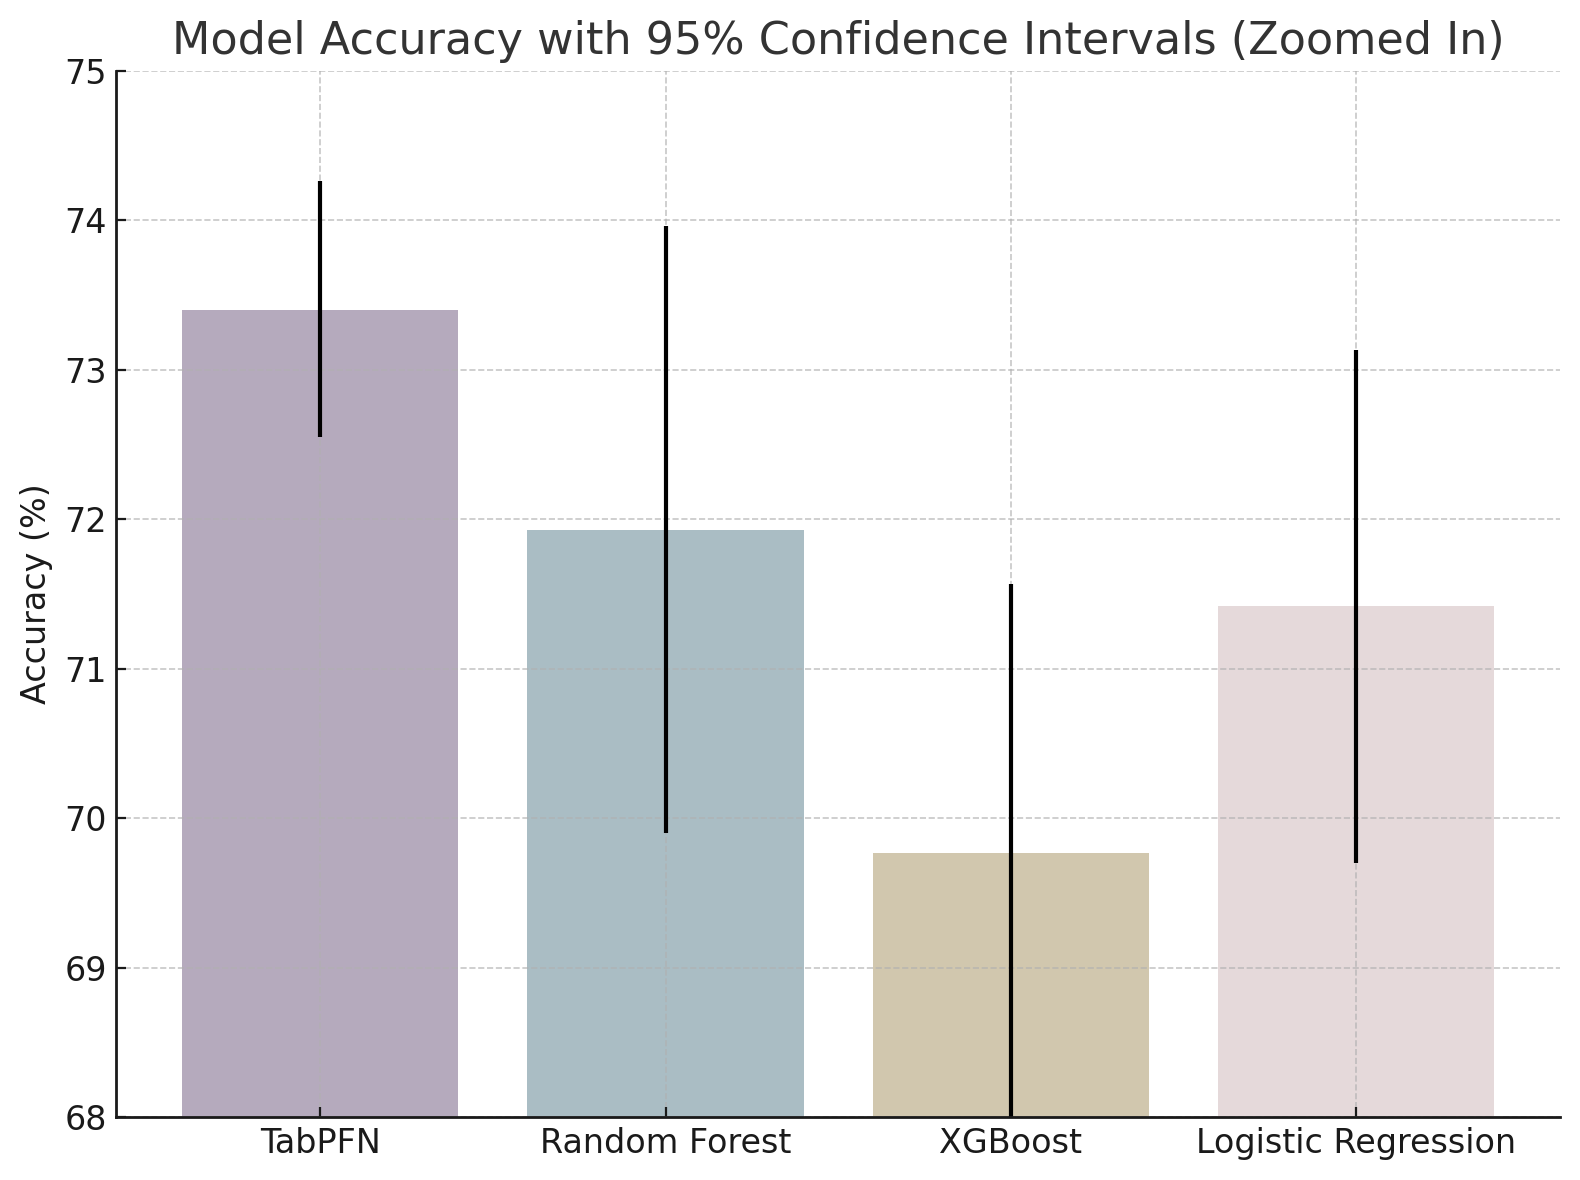 Model Accuracy with 95% Confidence Intervals (Zoomed In)
75
74
73
72
71
70
69
68
Accuracy (%)
TabPFN
Random Forest
XGBoost
Logistic Regression